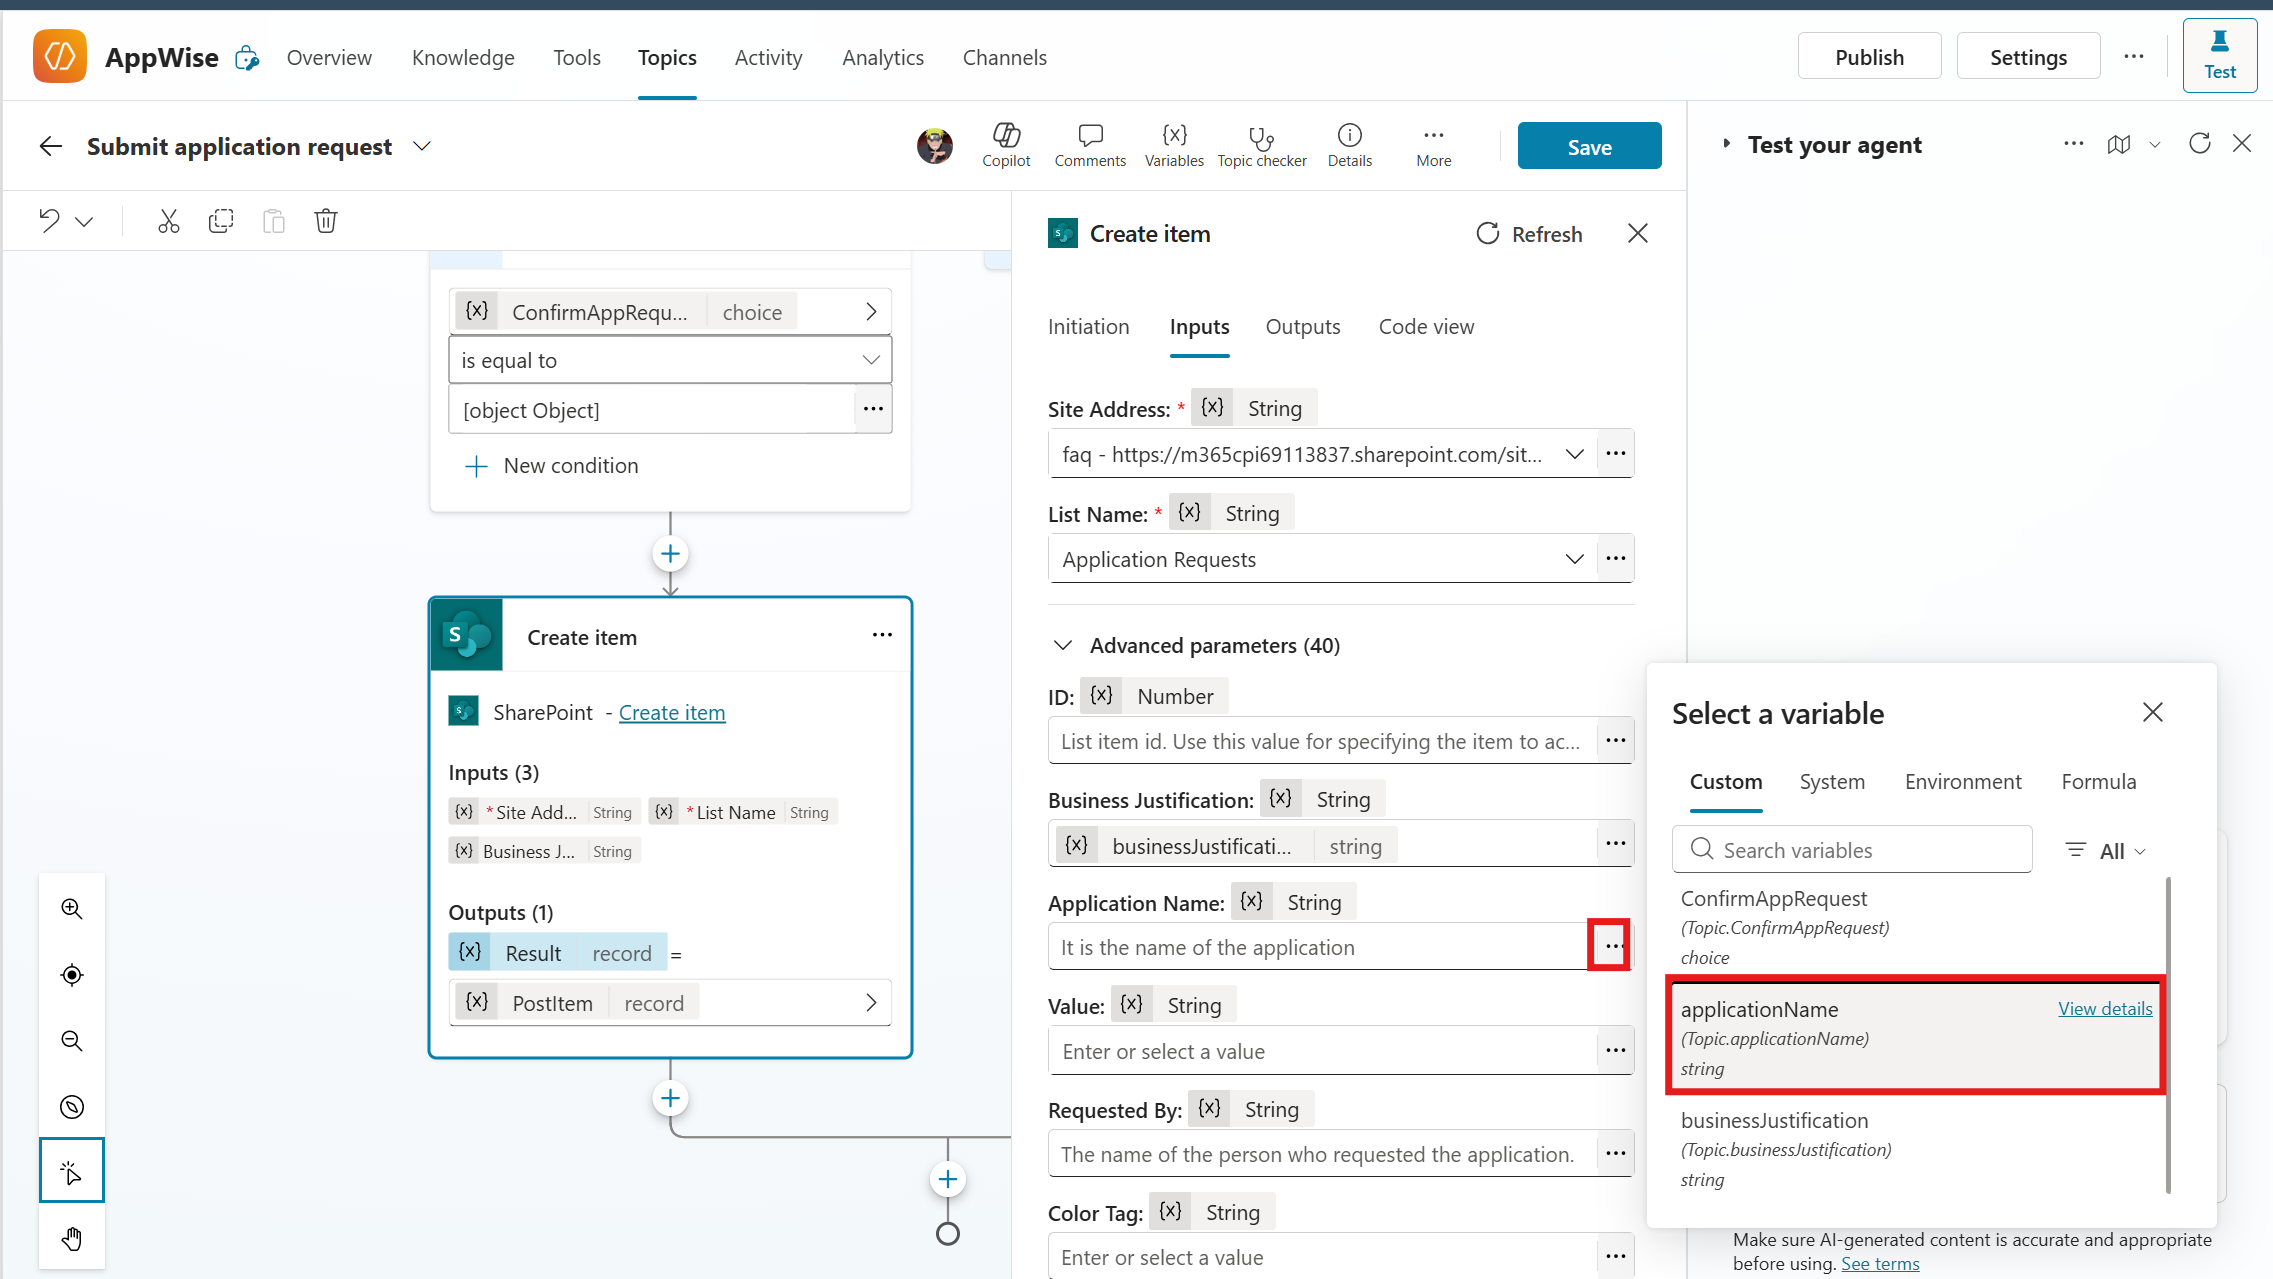 AppWise Overview Knowledge Tools Topics Activity Analytics Channels Publish Settings ... Test
Submit application request Copilot Comments {x} Variables Topic checker Details ... More Save
Test your agent ...
Create item Refresh
{x} ConfirmAppRequ... choice
is equal to
[object Object] ...
New condition
Initiation Inputs Outputs Code view
Site Address: * {x} String
faq - https://m365cpi69113837.sharepoint.com/sit... ...
List Name: * {x} String
Application Requests ...
Create item ...
SharePoint - Create item
Inputs (3)
{x} *Site Add... String {x} *List Name String
{x} Business J... String
Outputs (1)
{x} Result record =
{x} PostItem record
Advanced parameters (40)
ID: {x} Number
List item id. Use this value for specifying the item to ac... ...
Business Justification: {x} String
{x} businessJustificati... string ...
Application Name: {x} String
It is the name of the application ...
Value: {x} String
Enter or select a value ...
Requested By: {x} String
The name of the person who requested the application. ...
Color Tag: {x} String
Enter or select a value ...
Select a variable
Custom System Environment Formula
Search variables All
ConfirmAppRequest
(Topic.ConfirmAppRequest)
choice
applicationName View details
(Topic.applicationName)
string
businessJustification
(Topic.businessJustification)
string
Make sure AI-generated content is accurate and appropriate
before using. See terms